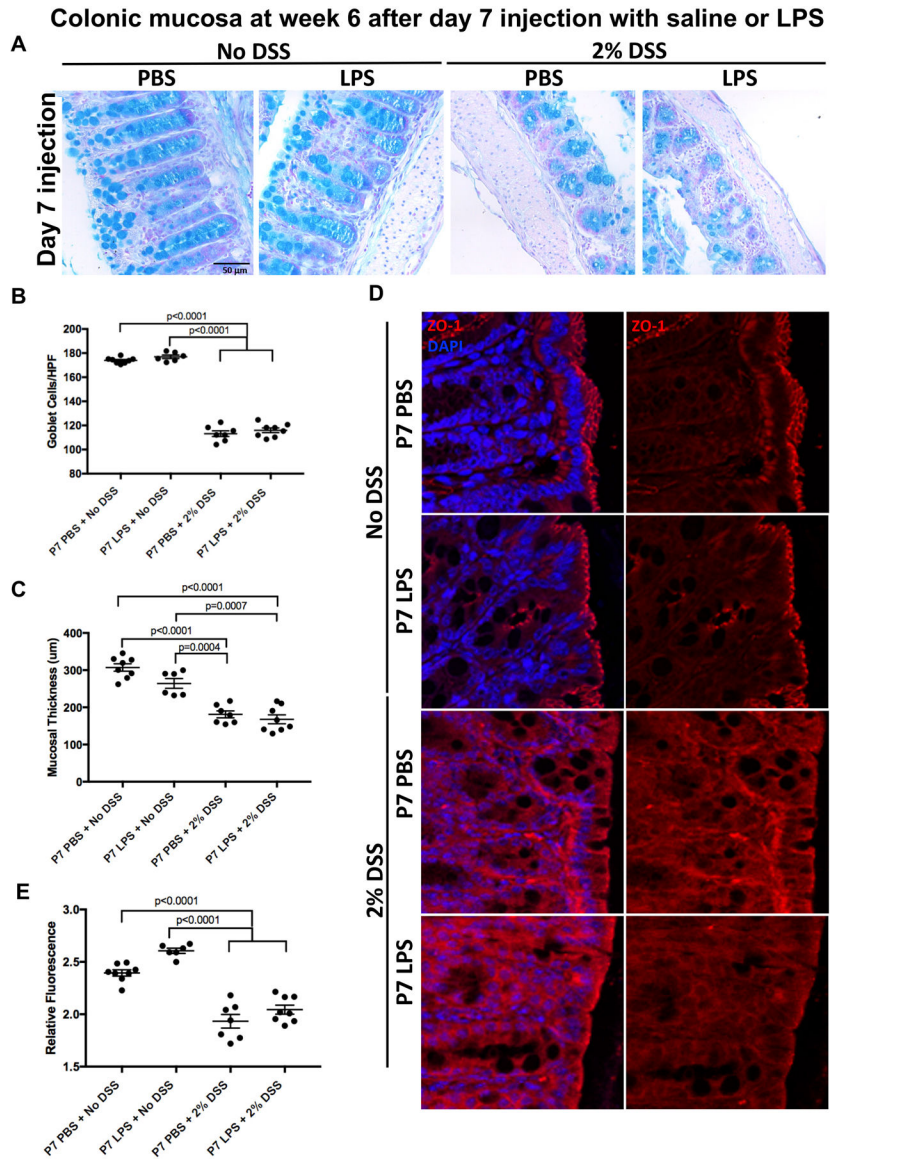 Colonic mucosa at week 6 after day 7 injection with saline or LPS
A
No DSS
2% DSS
PBS
LPS
PBS
LPS
Day 7 injection
50 µm
B
p<0.0001
p<0.0001
Goblet Cells/HPF
200
180
160
140
120
100
80
P7 PBS + No DSS
P7 LPS + No DSS
P7 PBS + 2% DSS
P7 LPS + 2% DSS
C
p<0.0001
p=0.0007
p<0.0001
p=0.0004
Mucosal Thickness (um)
400
300
200
100
0
P7 PBS + No DSS
P7 LPS + No DSS
P7 PBS + 2% DSS
P7 LPS + 2% DSS
E
p<0.0001
p<0.0001
Relative Fluorescence
3.0
2.5
2.0
1.5
P7 PBS + No DSS
P7 LPS + No DSS
P7 PBS + 2% DSS
P7 LPS + 2% DSS
D
No DSS
2% DSS
P7 PBS
P7 LPS
P7 PBS
P7 LPS
ZO-1
DAPI
ZO-1